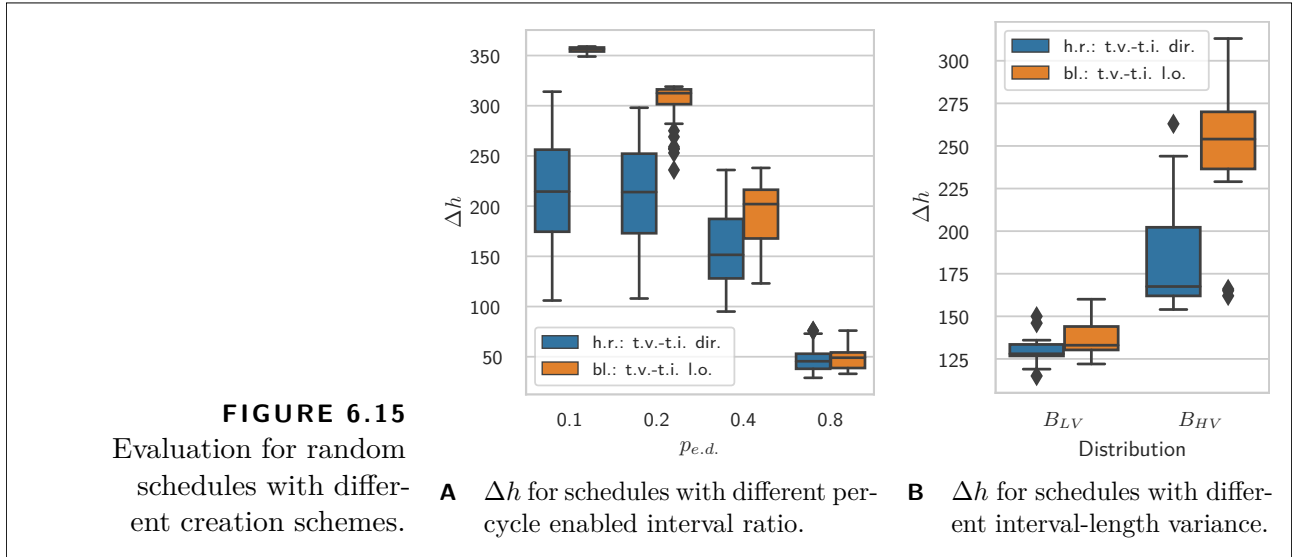 FIGURE 6.15
Evaluation for random
schedules with differ-
ent creation schemes.
350
300
250
200
150
100
50
Δh
h.r.: t.v.-t.i. dir.
bl.: t.v.-t.i. l.o.
0.1 0.2 0.4 0.8
p_{e.d.}
A Δh for schedules with different per-
cycle enabled interval ratio.
300
275
250
225
200
175
150
125
Δh
h.r.: t.v.-t.i. dir.
bl.: t.v.-t.i. l.o.
B_{LV} B_{HV}
Distribution
B Δh for schedules with differ-
ent interval-length variance.